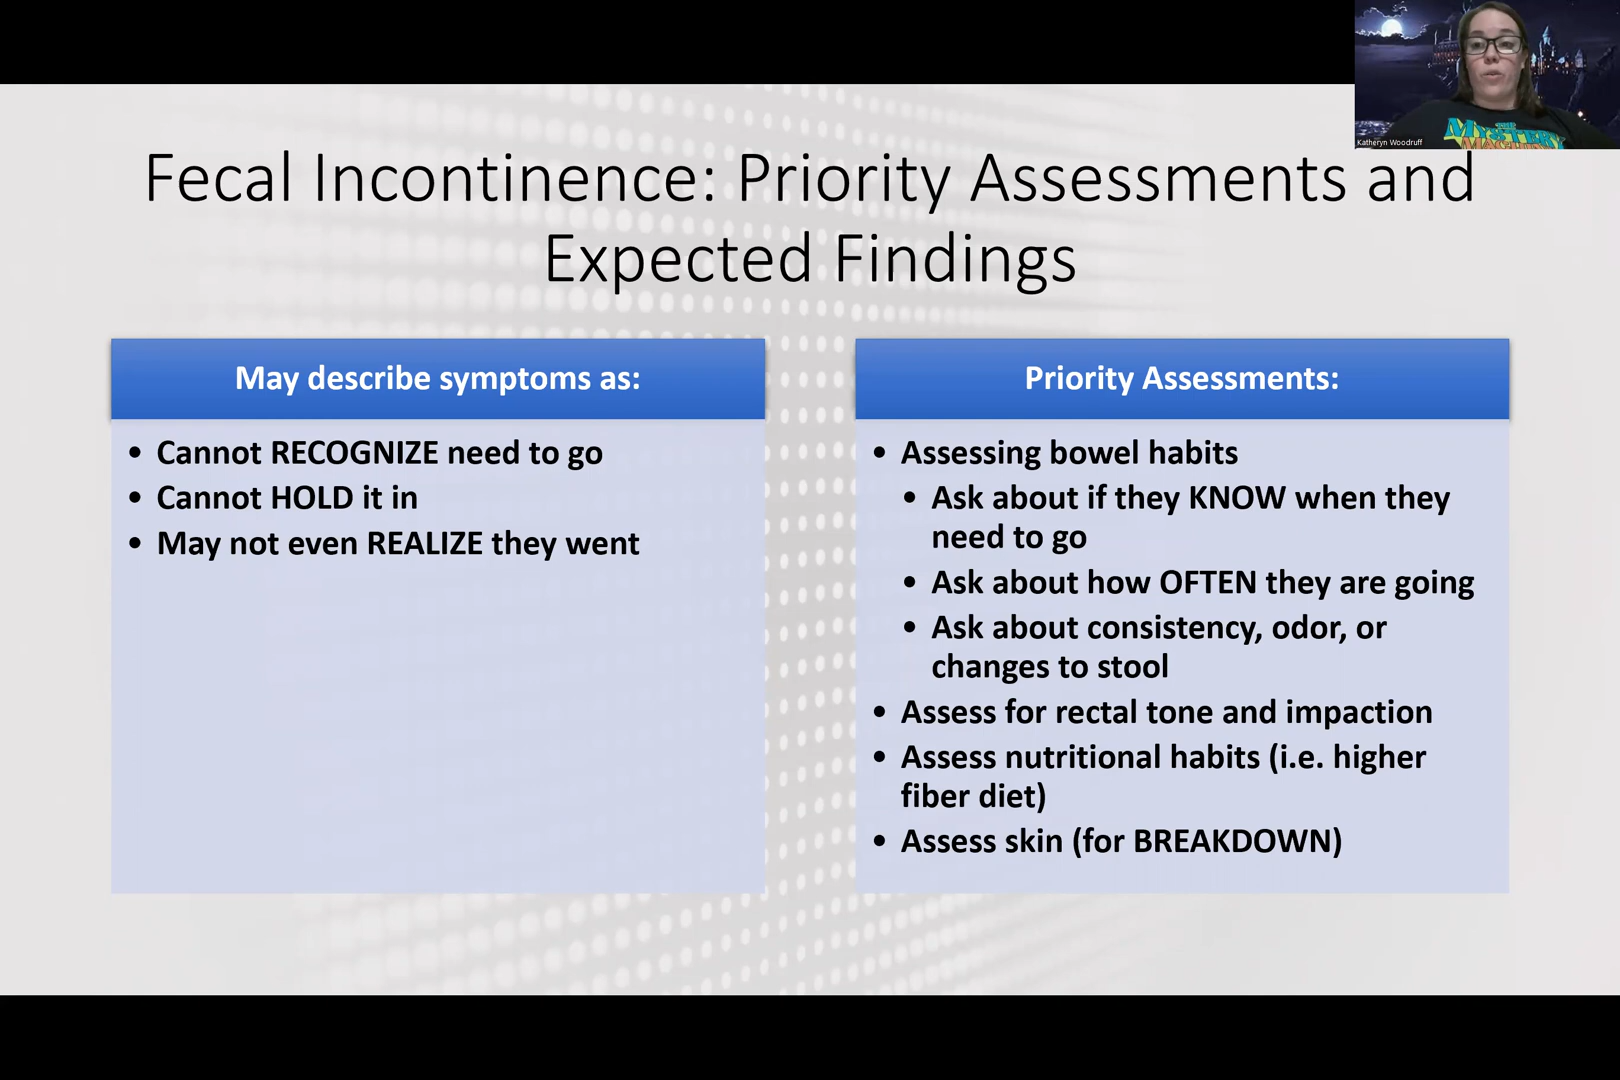 Katheryn Woodruff
THE
MYSTERY
MACHINE
Fecal Incontinence: Priority Assessments and
Expected Findings
May describe symptoms as:
• Cannot RECOGNIZE need to go
• Cannot HOLD it in
• May not even REALIZE they went
Priority Assessments:
• Assessing bowel habits
• Ask about if they KNOW when they
need to go
• Ask about how OFTEN they are going
• Ask about consistency, odor, or
changes to stool
• Assess for rectal tone and impaction
• Assess nutritional habits (i.e. higher
fiber diet)
• Assess skin (for BREAKDOWN)